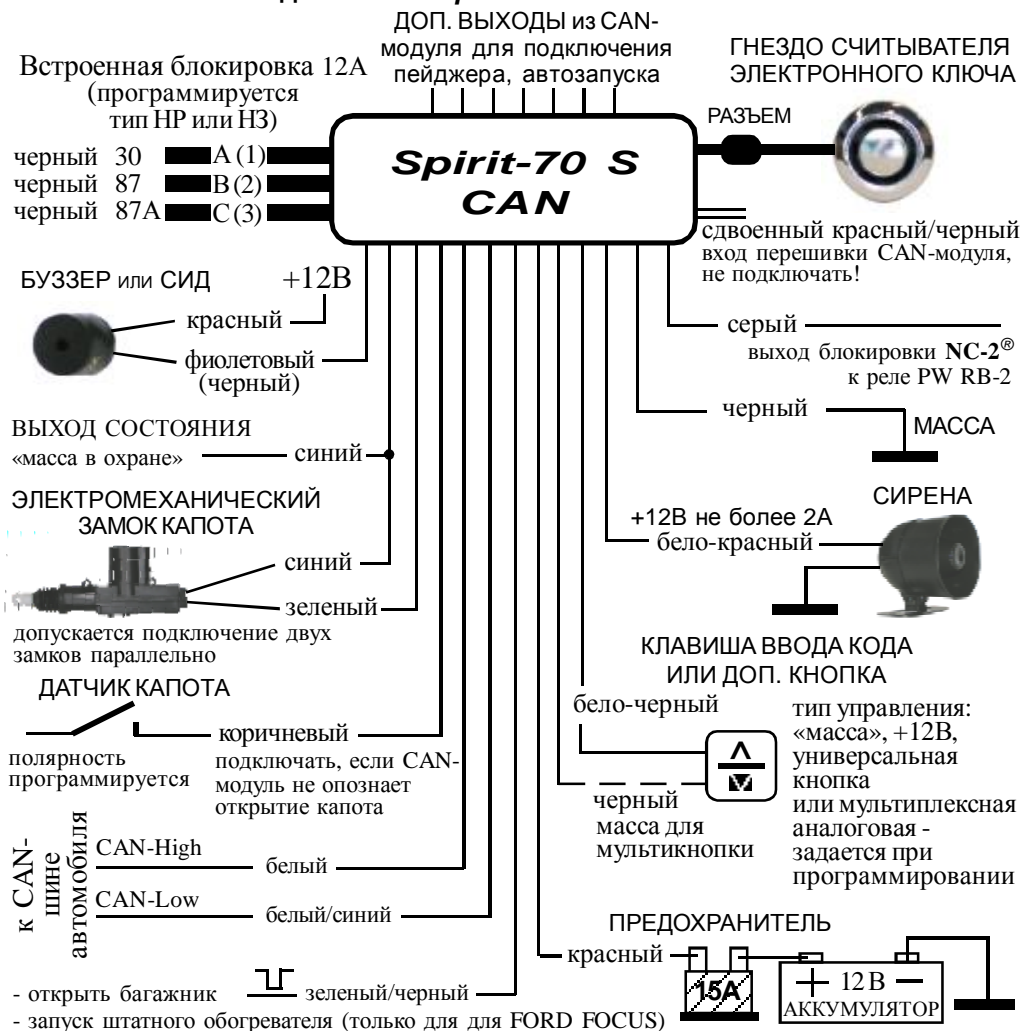 ДОП. ВЫХОДЫ из CAN-
модуля для подключения
пейджера, автозапуска
Встроенная блокировка 12А
(программируется
тип НР или НЗ)
черный 30 A (1)
черный 87 B (2)
черный 87А C (3)
Spirit-70 S
CAN
ГНЕЗДО СЧИТЫВАТЕЛЯ
ЭЛЕКТРОННОГО КЛЮЧА
РАЗЪЕМ
сдвоенный красный/черный
вход перешивки CAN-модуля,
не подключать!
БУЗЗЕР или СИД
+12В
красный
фиолетовый
(черный)
серый
выход блокировки NC-2®
к реле PW RB-2
черный
МАССА
ВЫХОД СОСТОЯНИЯ
«масса в охране»
синий
ЭЛЕКТРОМЕХАНИЧЕСКИЙ
ЗАМОК КАПОТА
синий
зеленый
допускается подключение двух
замков параллельно
СИРЕНА
+12В не более 2А
бело-красный
ДАТЧИК КАПОТА
коричневый
полярность
программируется
подключать, если CAN-
модуль не опознает
открытие капота
КЛАВИША ВВОДА КОДА
ИЛИ ДОП. КНОПКА
бело-черный
черный
масса для
мультикнопки
тип управления:
«масса», +12В,
универсальная
кнопка
или мультиплексная
аналоговая -
задается при
программировании
к CAN-
шине
автомобиля
CAN-High
белый
CAN-Low
белый/синий
ПРЕДОХРАНИТЕЛЬ
красный
15А
+ 12 В −
АККУМУЛЯТОР
- открыть багажник
зеленый/черный
- запуск штатного обогревателя (только для для FORD FOCUS)